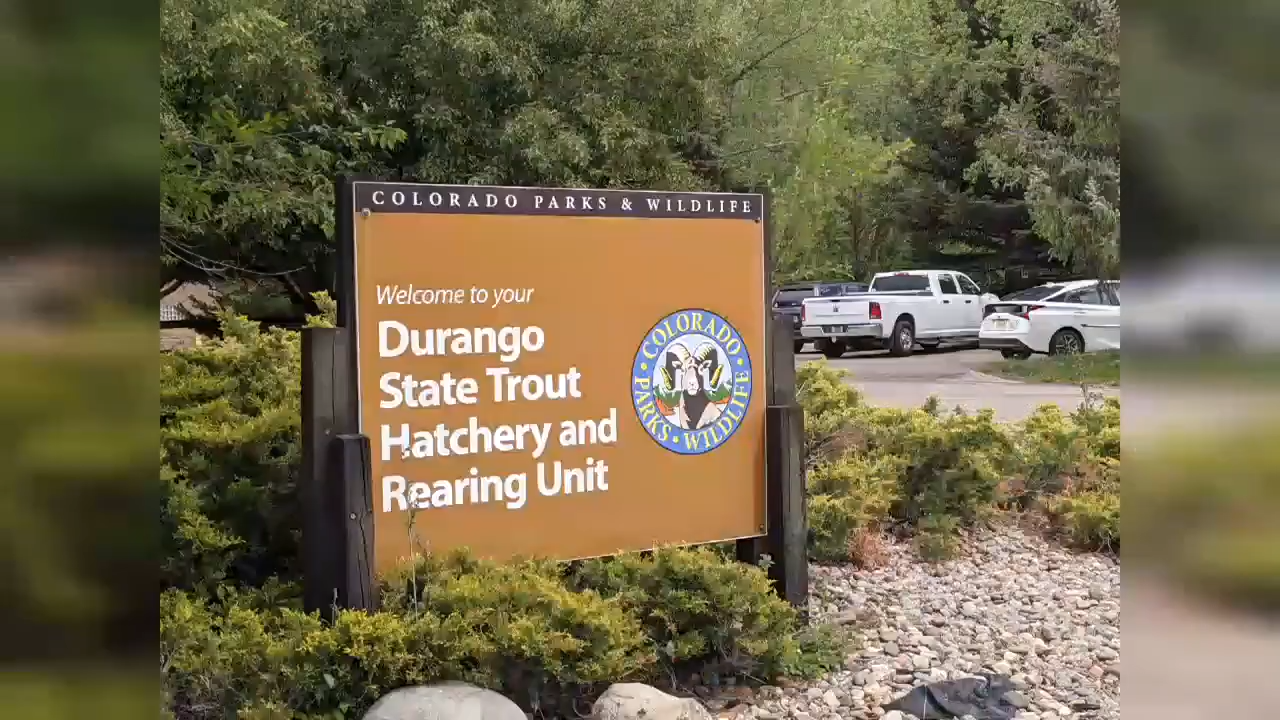 COLORADO PARKS & WILDLIFE
Welcome to your
Durango
State Trout
Hatchery and
Rearing Unit
COLORADO
PARKS • WILDLIFE